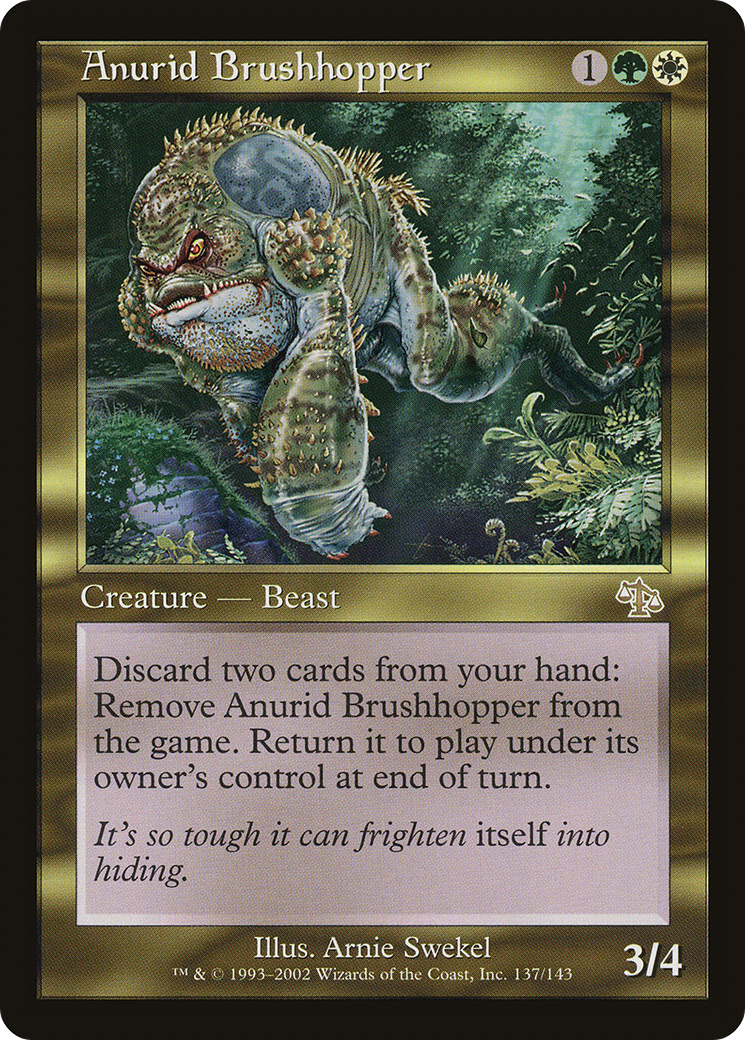 Anurid Brushhopper 1
Creature — Beast
Discard two cards from your hand:
Remove Anurid Brushhopper from
the game. Return it to play under its
owner's control at end of turn.
It's so tough it can frighten itself into
hiding.
Illus. Arnie Swekel
™ & © 1993–2002 Wizards of the Coast, Inc. 137/143
3/4